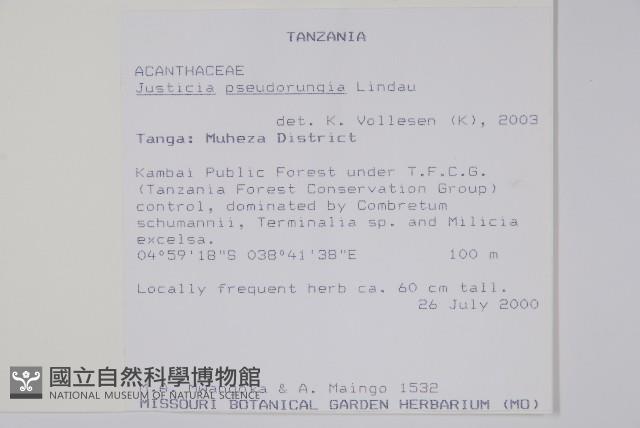 TANZANIA
ACANTHACEAE
Justicia pseudorungia Lindau
det. K. Vollesen (K), 2003
Tanga: Muheza District
Kambai Public Forest under T.F.C.G.
(Tanzania Forest Conservation Group)
control, dominated by Combretum
schumannii, Terminalia sp. and Milicia
excelsa.
04°59'18"S 038°41'38"E 100 m
Locally frequent herb ca. 60 cm tall.
26 July 2000
& A. Maingo 1532
MISSOURI BOTANICAL GARDEN HERBARIUM (MO)
國立自然科學博物館
NATIONAL MUSEUM OF NATURAL SCIENCE